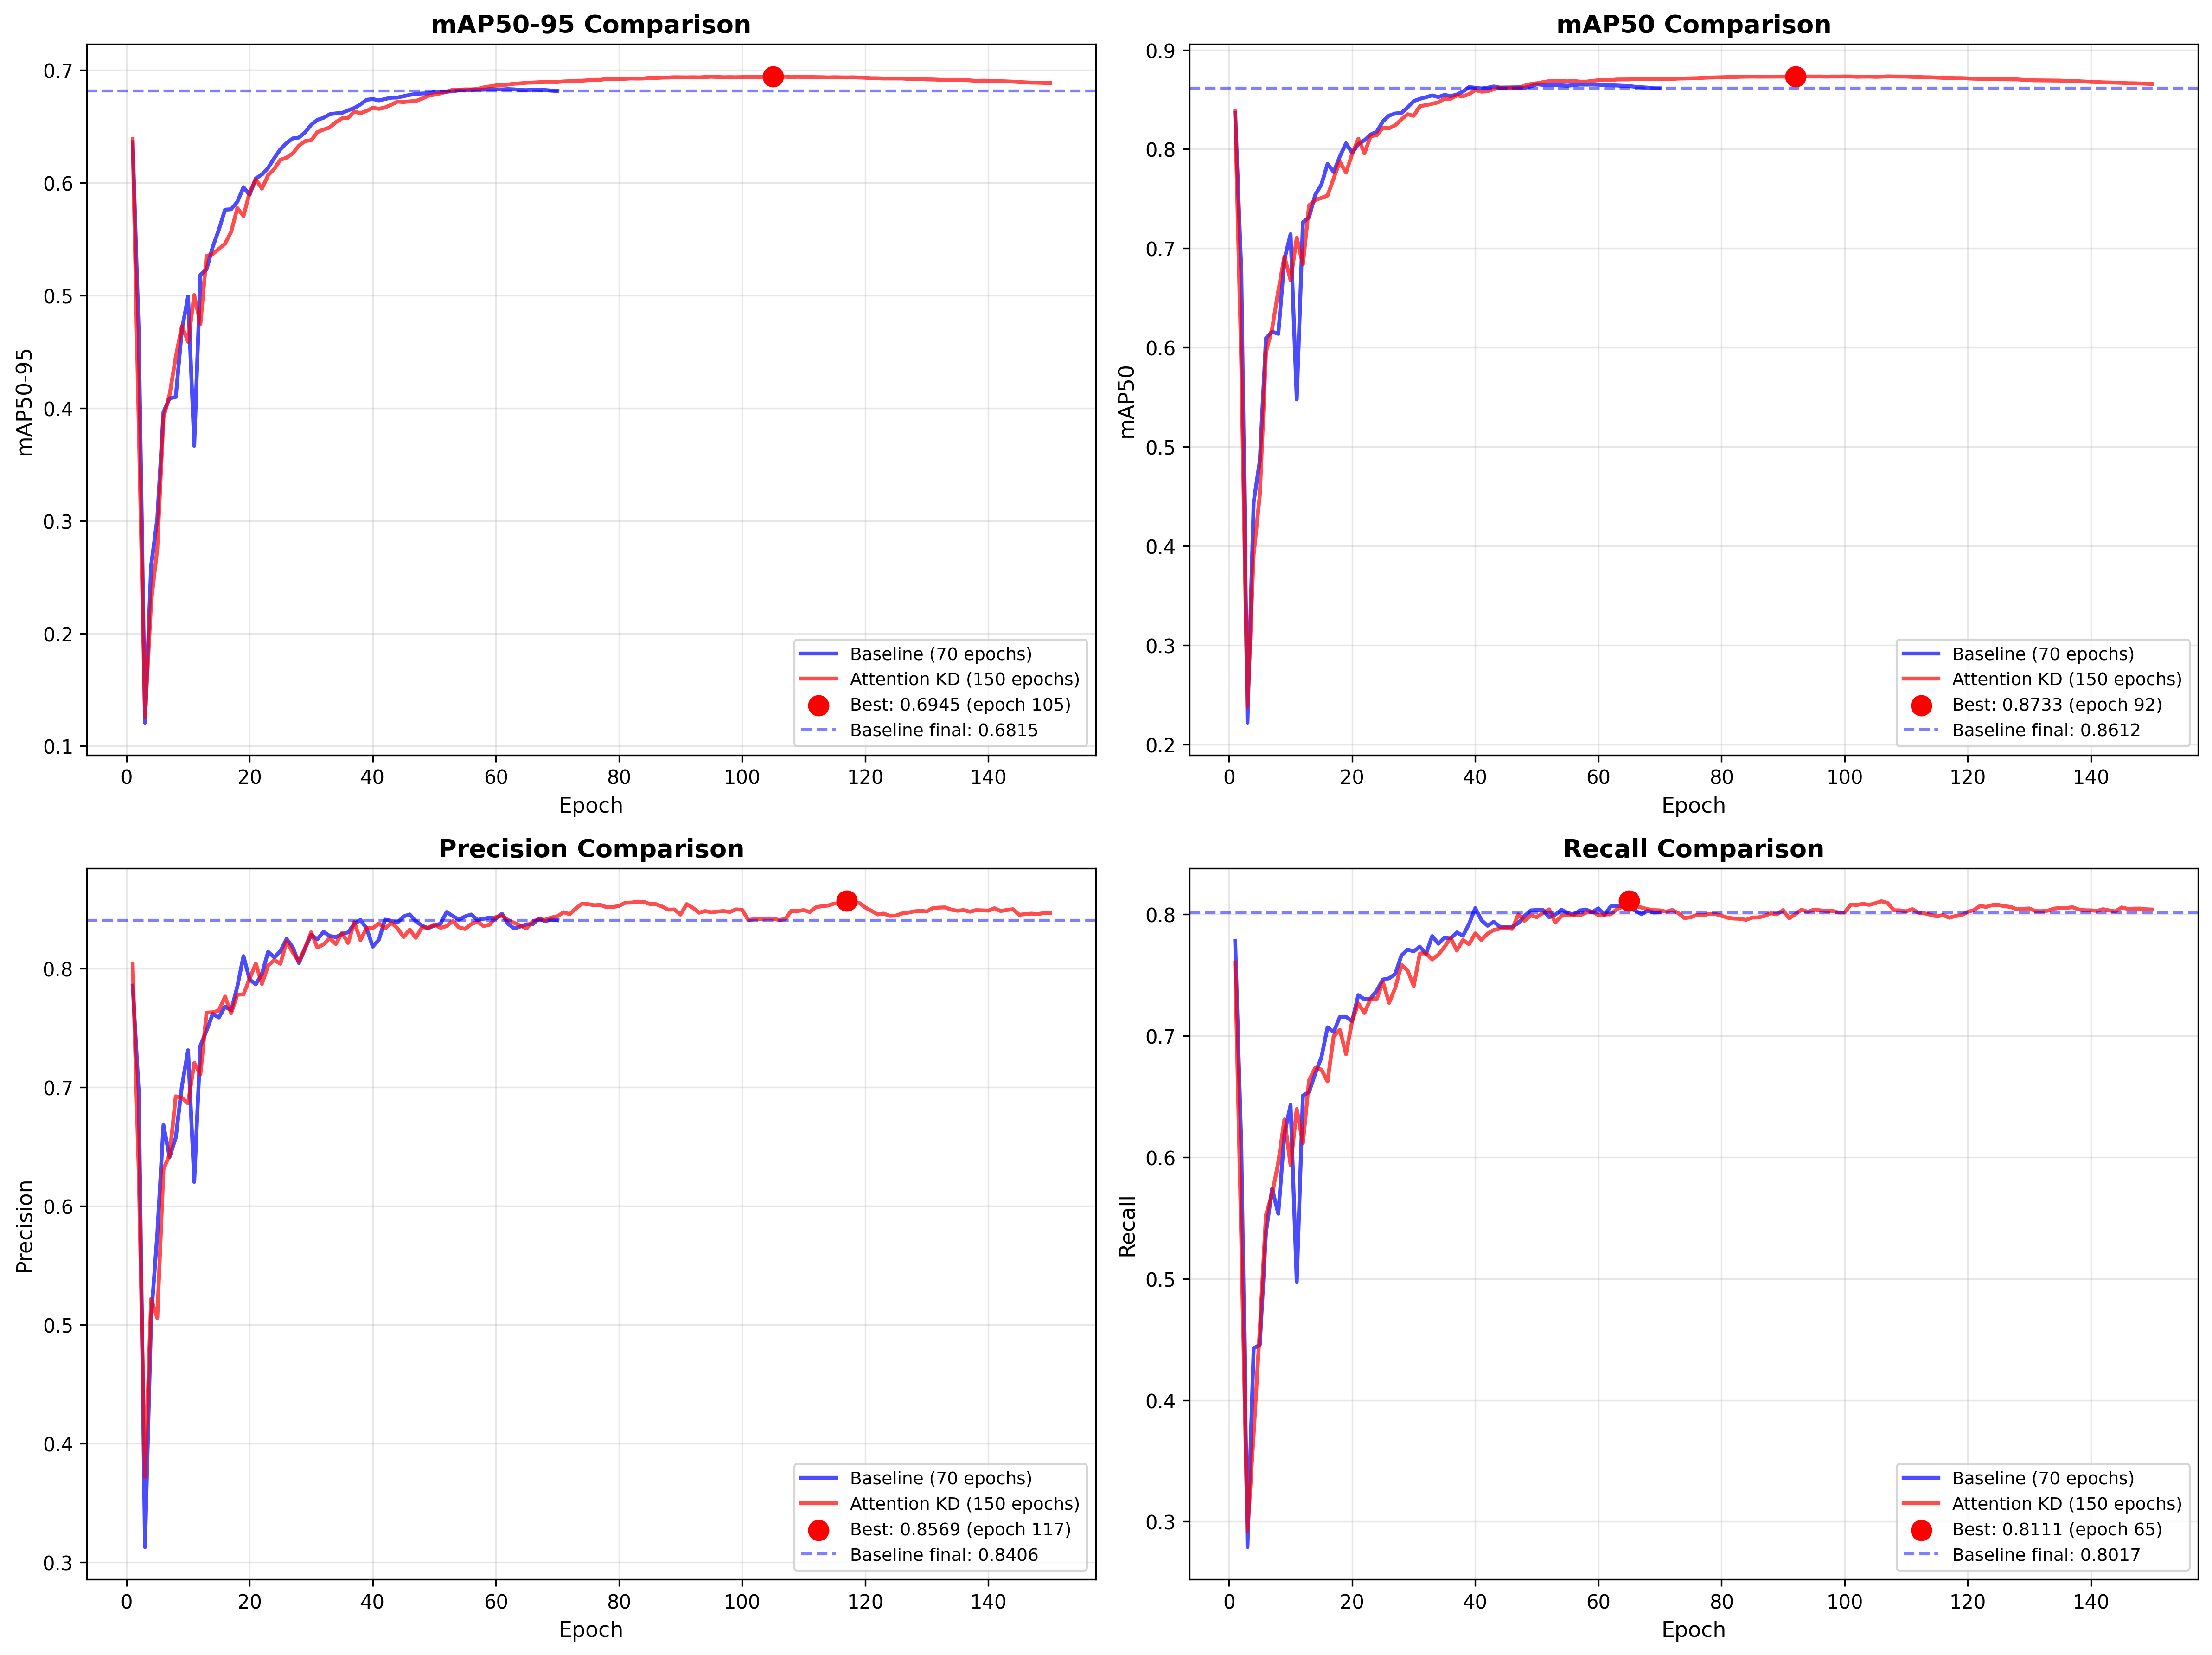 mAP50-95 Comparison
mAP50-95
0.7
0.6
0.5
0.4
0.3
0.2
0.1
0 20 40 60 80 100 120 140
Epoch
Baseline (70 epochs)
Attention KD (150 epochs)
Best: 0.6945 (epoch 105)
Baseline final: 0.6815
mAP50 Comparison
mAP50
0.9
0.8
0.7
0.6
0.5
0.4
0.3
0.2
0 20 40 60 80 100 120 140
Epoch
Baseline (70 epochs)
Attention KD (150 epochs)
Best: 0.8733 (epoch 92)
Baseline final: 0.8612
Precision Comparison
Precision
0.8
0.7
0.6
0.5
0.4
0.3
0 20 40 60 80 100 120 140
Epoch
Baseline (70 epochs)
Attention KD (150 epochs)
Best: 0.8569 (epoch 117)
Baseline final: 0.8406
Recall Comparison
Recall
0.8
0.7
0.6
0.5
0.4
0.3
0 20 40 60 80 100 120 140
Epoch
Baseline (70 epochs)
Attention KD (150 epochs)
Best: 0.8111 (epoch 65)
Baseline final: 0.8017